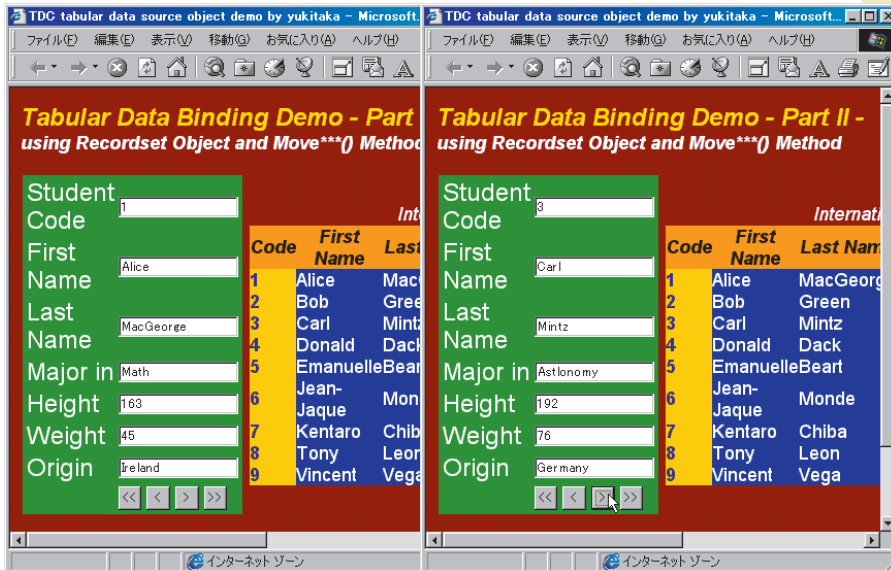 TDC tabular data source object demo by yukitaka - Microsoft.
ファイル(F) 編集(E) 表示(V) 移動(G) お気に入り(A) ヘルプ(H)
Tabular Data Binding Demo - Part
using Recordset Object and Move***() Method
Student Code 1
First Name Alice
Last Name MacGeorge
Major in Math
Height 163
Weight 45
Origin Ireland
<< < > >>
Int
Code First Name Last
1 Alice Mac
2 Bob Gree
3 Carl Mintz
4 Donald Dack
5 Emanuelle Bear
6 Jean-Jaque Mon
7 Kentaro Chib
8 Tony Leon
9 Vincent Vega
インターネット ゾーン
TDC tabular data source object demo by yukitaka - Microsoft...
ファイル(F) 編集(E) 表示(V) 移動(G) お気に入り(A) ヘルプ(H)
Tabular Data Binding Demo - Part II -
using Recordset Object and Move***() Method
Student Code 3
First Name Carl
Last Name Mintz
Major in Astlonomy
Height 192
Weight 76
Origin Germany
<< < > >>
Internati
Code First Name Last Nam
1 Alice MacGeorg
2 Bob Green
3 Carl Mintz
4 Donald Dack
5 Emanuelle Beart
6 Jean-Jaque Monde
7 Kentaro Chiba
8 Tony Leon
9 Vincent Vega
インターネット ゾーン